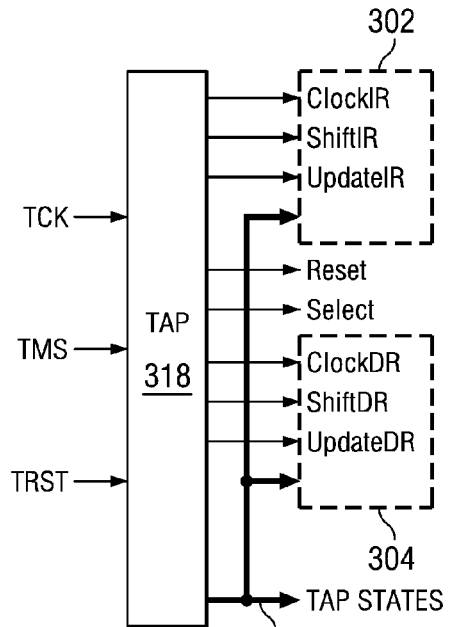 302
ClockIR
ShiftIR
UpdateIR
TCK
Reset
TAP
Select
TMS
318
ClockDR
ShiftDR
UpdateDR
TRST
304
TAP STATES